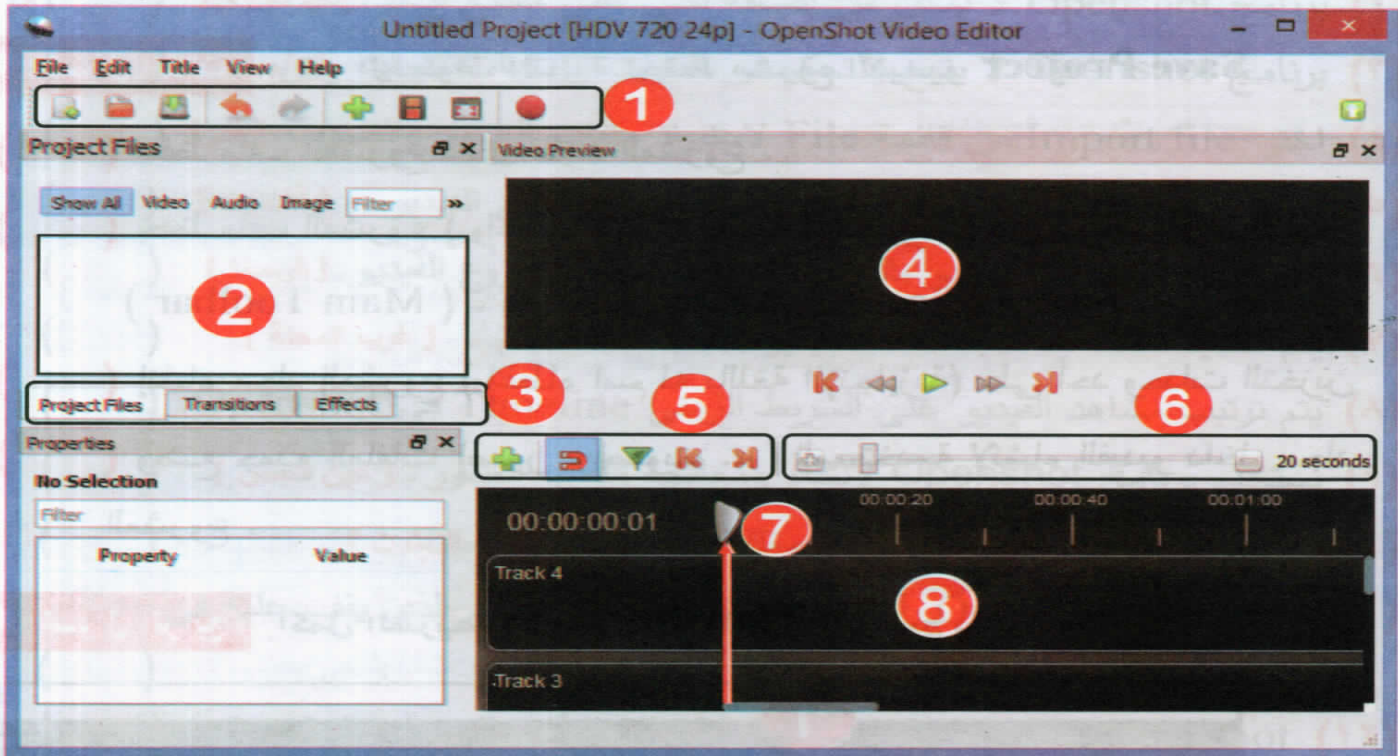 Untitled Project [HDV 720 24p] - OpenShot Video Editor
File Edit Title View Help
1
Project Files
Video Preview
Show All Video Audio Image Filter »
2
4
Project Files Transitions Effects
3
5
6
Properties
20 seconds
No Selection
Filter
00:00:00:01
7
00:00:20 00:00:40 00:01:00
Property Value
Track 4
8
Track 3